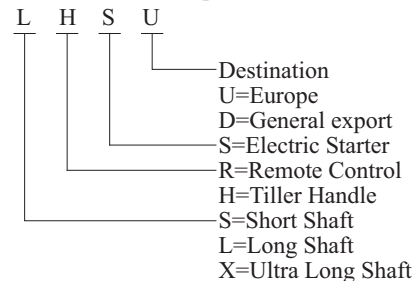 L H S U
Destination
U=Europe
D=General export
S=Electric Starter
R=Remote Control
H=Tiller Handle
S=Short Shaft
L=Long Shaft
X=Ultra Long Shaft